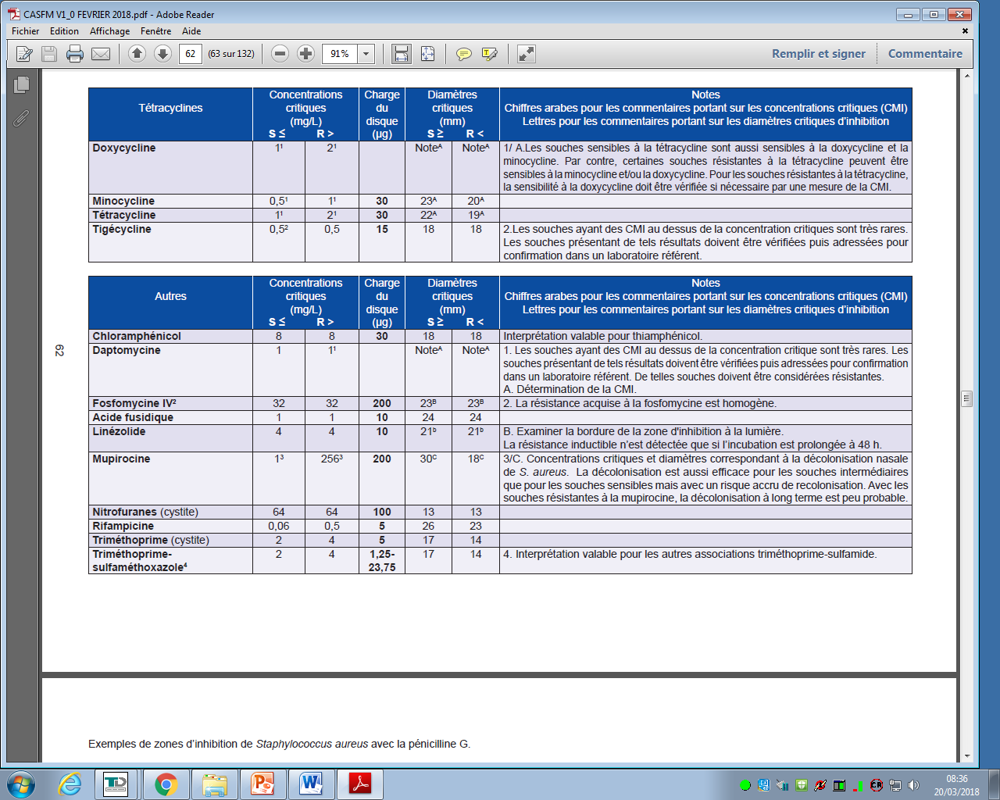 CASFM V1_0 FEVRIER 2018.pdf - Adobe Reader
Fichier Edition Affichage Fenêtre Aide
62 (63 sur 132) 91% Remplir et signer Commentaire
Tétracyclines
Concentrations critiques (mg/L)
S ≤ R >
Charge du disque (µg)
Diamètres critiques (mm)
S ≥ R <
Notes
Chiffres arabes pour les commentaires portant sur les concentrations critiques (CMI)
Lettres pour les commentaires portant sur les diamètres critiques d'inhibition
Doxycycline 1¹ 2¹ Noteᴬ Noteᴬ 1/ A.Les souches sensibles à la tétracycline sont aussi sensibles à la doxycycline et la
minocycline. Par contre, certaines souches résistantes à la tétracycline peuvent être
sensibles à la minocycline et/ou la doxycycline. Pour les souches résistantes à la tétracycline,
la sensibilité à la doxycycline doit être vérifiée si nécessaire par une mesure de la CMI.
Minocycline 0,5¹ 1¹ 30 23ᴬ 20ᴬ
Tétracycline 1¹ 2¹ 30 22ᴬ 19ᴬ
Tigécycline 0,5² 0,5 15 18 18 2.Les souches ayant des CMI au dessus de la concentration critiques sont très rares.
Les souches présentant de tels résultats doivent être vérifiées puis adressées pour
confirmation dans un laboratoire référent.
Autres
Concentrations critiques (mg/L)
S ≤ R >
Charge du disque (µg)
Diamètres critiques (mm)
S ≥ R <
Notes
Chiffres arabes pour les commentaires portant sur les concentrations critiques (CMI)
Lettres pour les commentaires portant sur les diamètres critiques d'inhibition
Chloramphénicol 8 8 30 18 18 Interprétation valable pour thiamphénicol.
Daptomycine 1 1¹ Noteᴬ Noteᴬ 1. Les souches ayant des CMI au dessus de la concentration critique sont très rares. Les
souches présentant de tels résultats doivent être vérifiées puis adressées pour confirmation
dans un laboratoire référent. De telles souches doivent être considérées résistantes.
A. Détermination de la CMI.
Fosfomycine IV² 32 32 200 23ᴮ 23ᴮ 2. La résistance acquise à la fosfomycine est homogène.
Acide fusidique 1 1 10 24 24
Linézolide 4 4 10 21ᵇ 21ᵇ B. Examiner la bordure de la zone d'inhibition à la lumière.
La résistance inductible n'est détectée que si l'incubation est prolongée à 48 h.
Mupirocine 1³ 256³ 200 30ᶜ 18ᶜ 3/C. Concentrations critiques et diamètres correspondant à la décolonisation nasale
de S. aureus. La décolonisation est aussi efficace pour les souches intermédiaires
que pour les souches sensibles mais avec un risque accru de recolonisation. Avec les
souches résistantes à la mupirocine, la décolonisation à long terme est peu probable.
Nitrofuranes (cystite) 64 64 100 13 13
Rifampicine 0,06 0,5 5 26 23
Triméthoprime (cystite) 2 4 5 17 14
Triméthoprime- 2 4 1,25- 17 14 4. Interprétation valable pour les autres associations triméthoprime-sulfamide.
sulfaméthoxazole⁴ 23,75
62
Exemples de zones d'inhibition de Staphylococcus aureus avec la pénicilline G.
08:36
20/03/2018